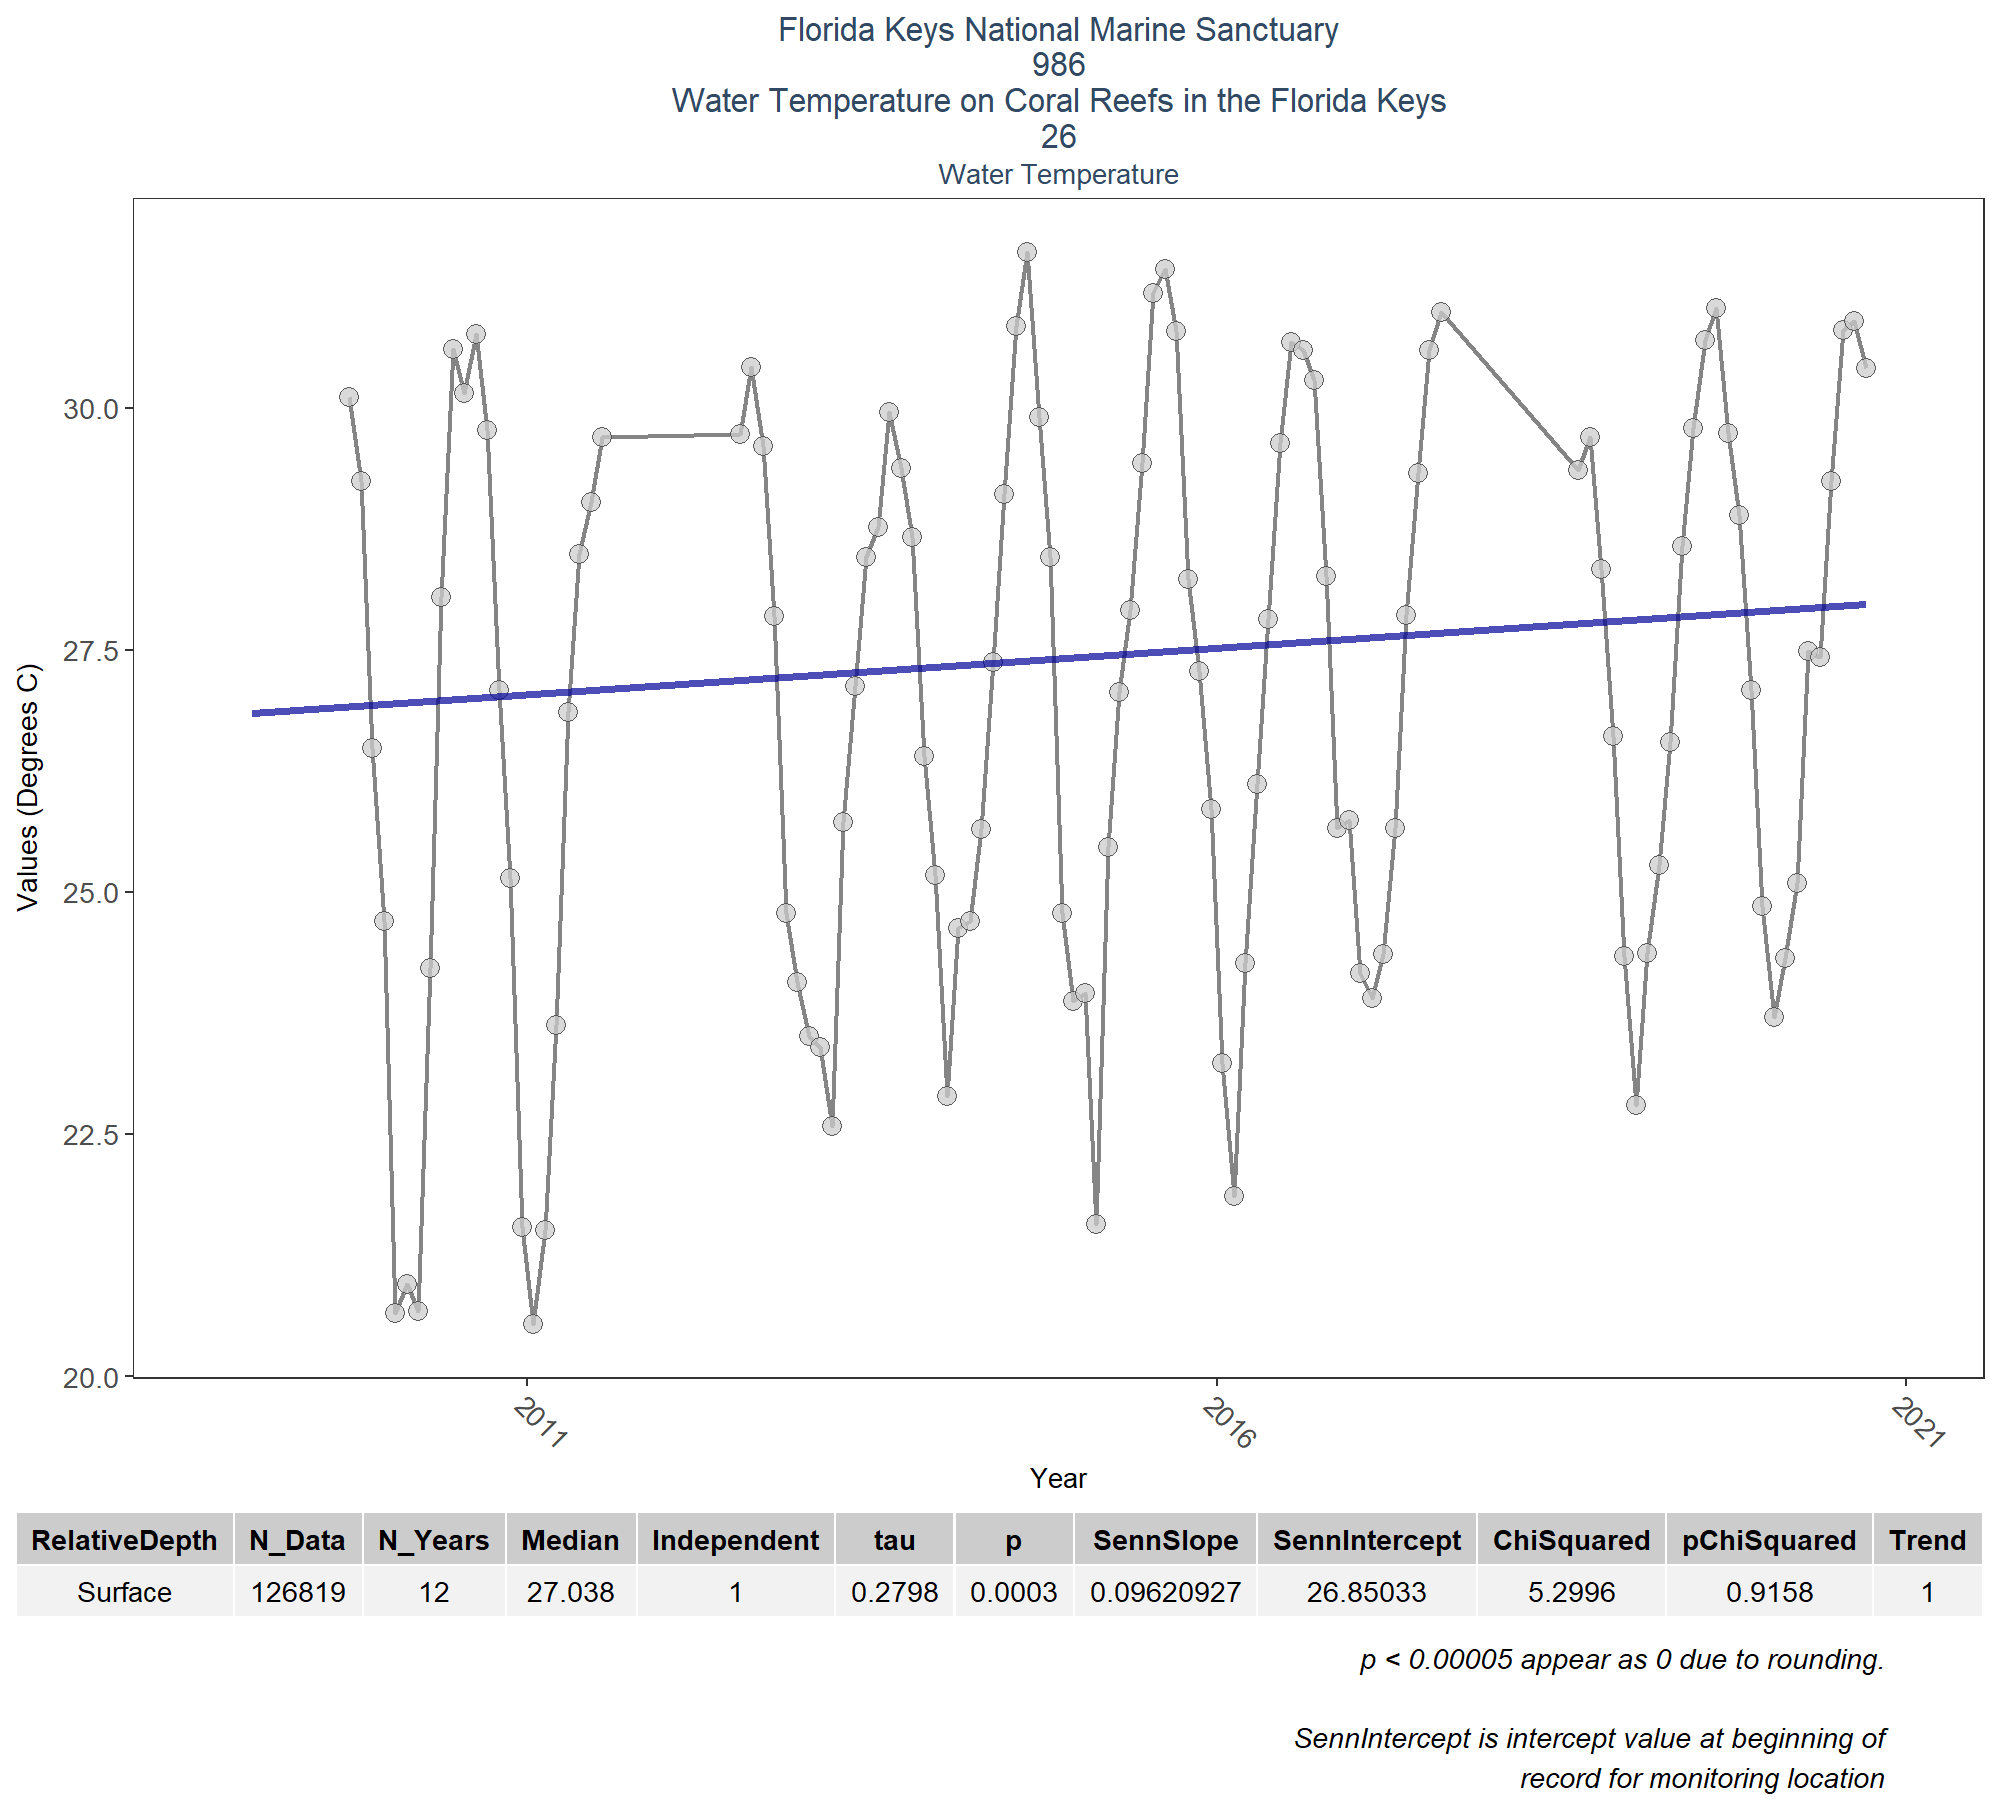 Florida Keys National Marine Sanctuary
986
Water Temperature on Coral Reefs in the Florida Keys
26
Water Temperature
Values (Degrees C)
30.0
27.5
25.0
22.5
20.0
2011
2016
2021
Year
RelativeDepth N_Data N_Years Median Independent tau p SennSlope SennIntercept ChiSquared pChiSquared Trend
Surface 126819 12 27.038 1 0.2798 0.0003 0.09620927 26.85033 5.2996 0.9158 1
p < 0.00005 appear as 0 due to rounding.
SennIntercept is intercept value at beginning of
record for monitoring location